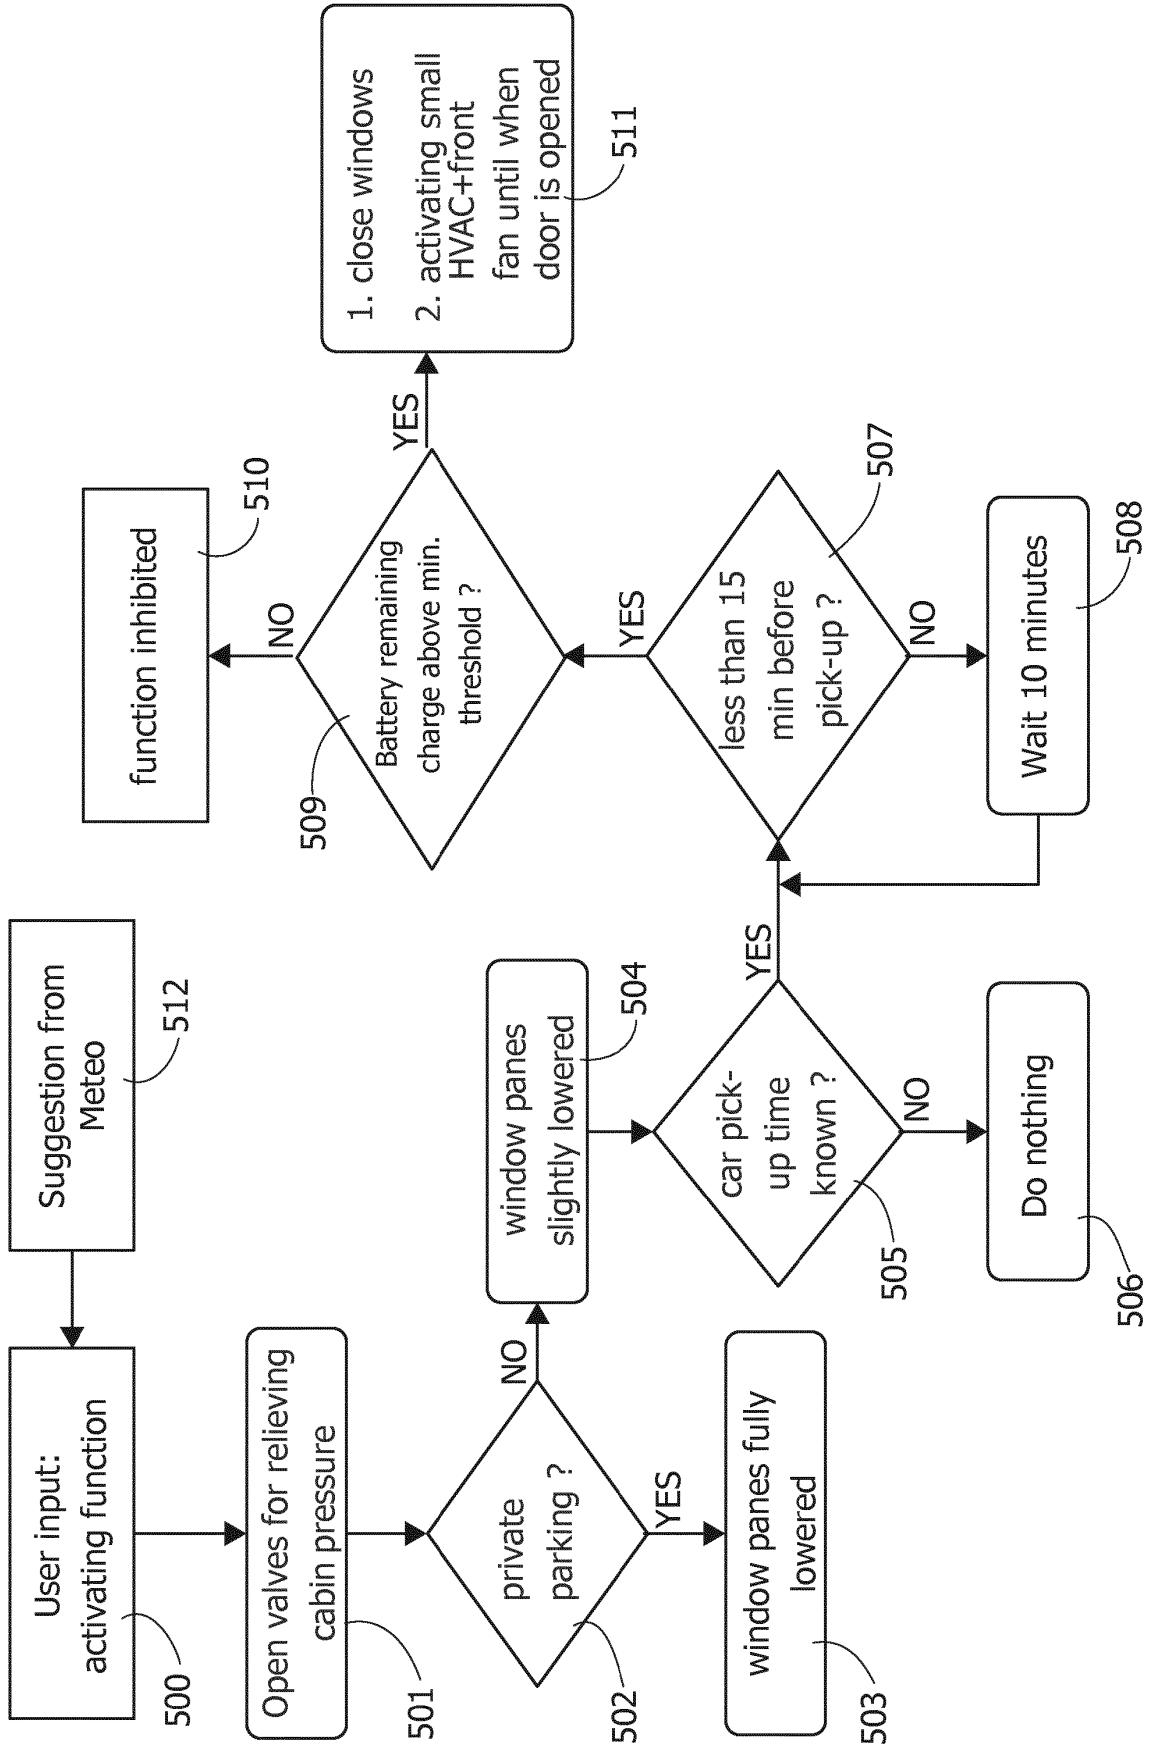 Suggestion from
Meteo
512
User input:
activating function
500
Open valves for relieving
cabin pressure
501
private
parking ?
502
YES
NO
window panes fully
lowered
503
window panes
slightly lowered
504
car pick-
up time
known ?
505
NO
YES
Do nothing
506
less than 15
min before
pick-up ?
507
NO
YES
Wait 10 minutes
508
Battery remaining
charge above min.
threshold ?
509
NO
YES
function inhibited
510
1. close windows
2. activating small
HVAC+front
fan until when
door is opened
511